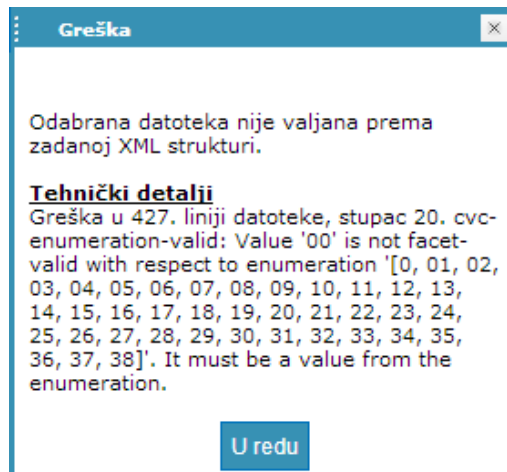 Greška
Odabrana datoteka nije valjana prema
zadanoj XML strukturi.
Tehnički detalji
Greška u 427. liniji datoteke, stupac 20. cvc-
enumeration-valid: Value '00' is not facet-
valid with respect to enumeration '[0, 01, 02,
03, 04, 05, 06, 07, 08, 09, 10, 11, 12, 13,
14, 15, 16, 17, 18, 19, 20, 21, 22, 23, 24,
25, 26, 27, 28, 29, 30, 31, 32, 33, 34, 35,
36, 37, 38]'. It must be a value from the
enumeration.
U redu